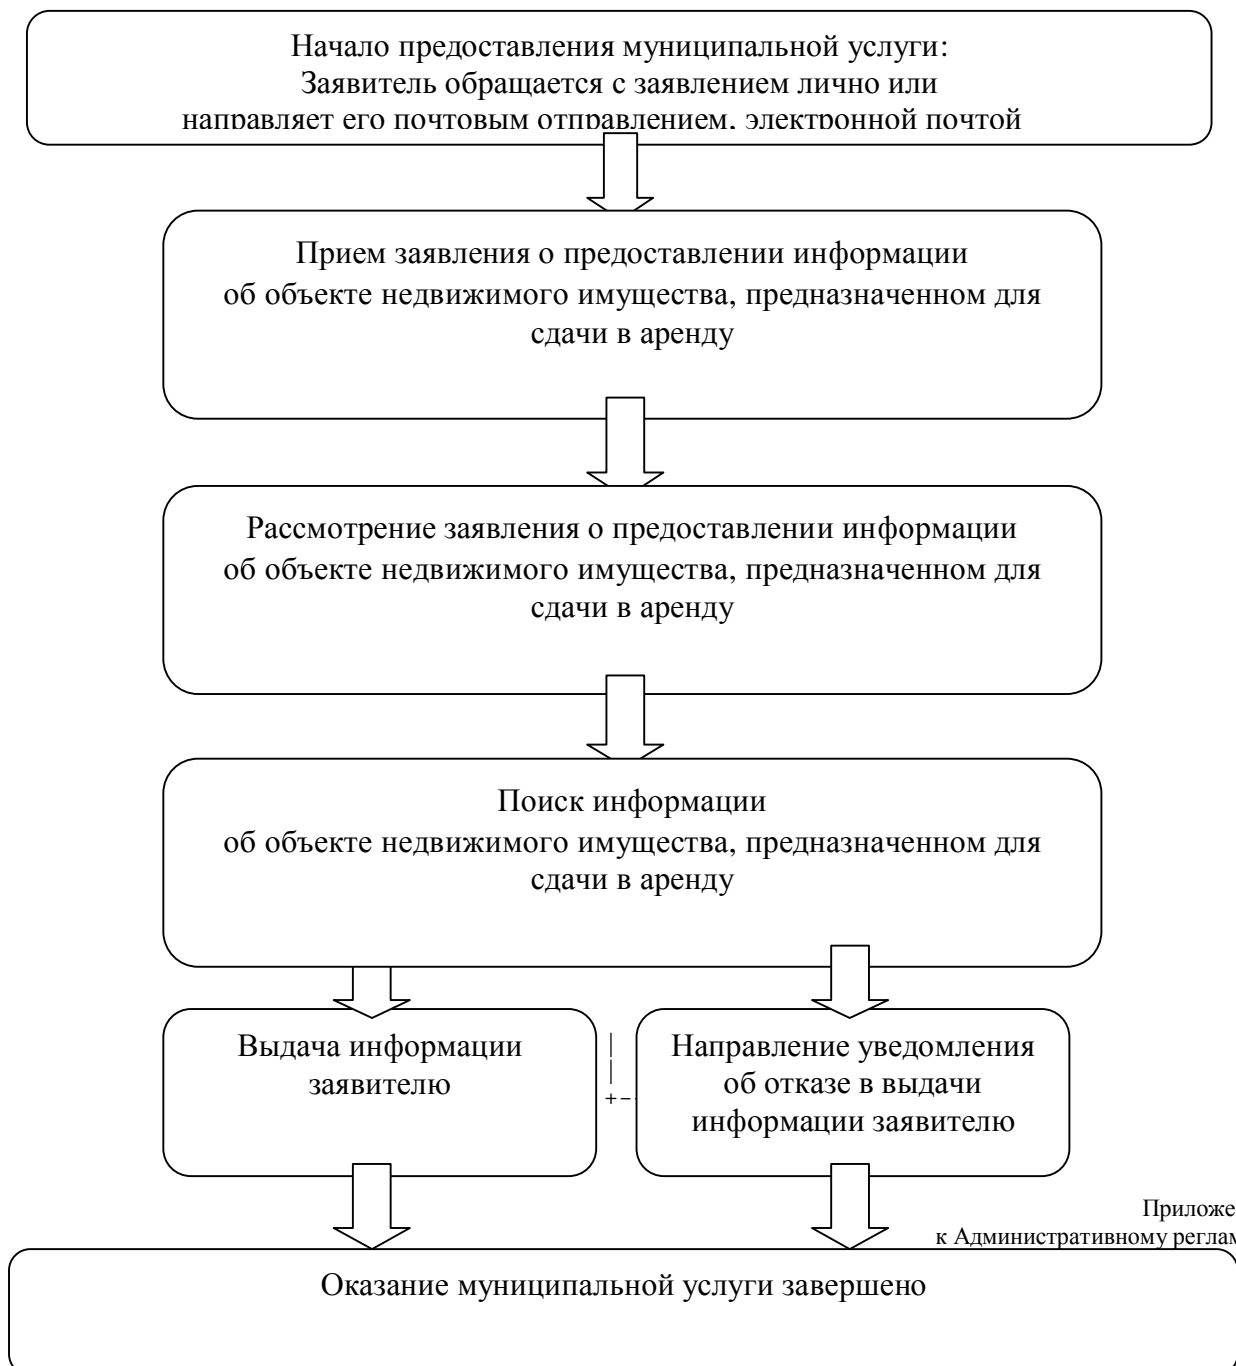 Начало предоставления муниципальной услуги:
Заявитель обращается с заявлением лично или
направляет его почтовым отправлением, электронной почтой
Прием заявления о предоставлении информации
об объекте недвижимого имущества, предназначенном для
сдачи в аренду
Рассмотрение заявления о предоставлении информации
об объекте недвижимого имущества, предназначенном для
сдачи в аренду
Поиск информации
об объекте недвижимого имущества, предназначенном для
сдачи в аренду
Выдача информации
заявителю
|
|
+-
Направление уведомления
об отказе в выдачи
информации заявителю
Приложе
к Административному реглам
Оказание муниципальной услуги завершено